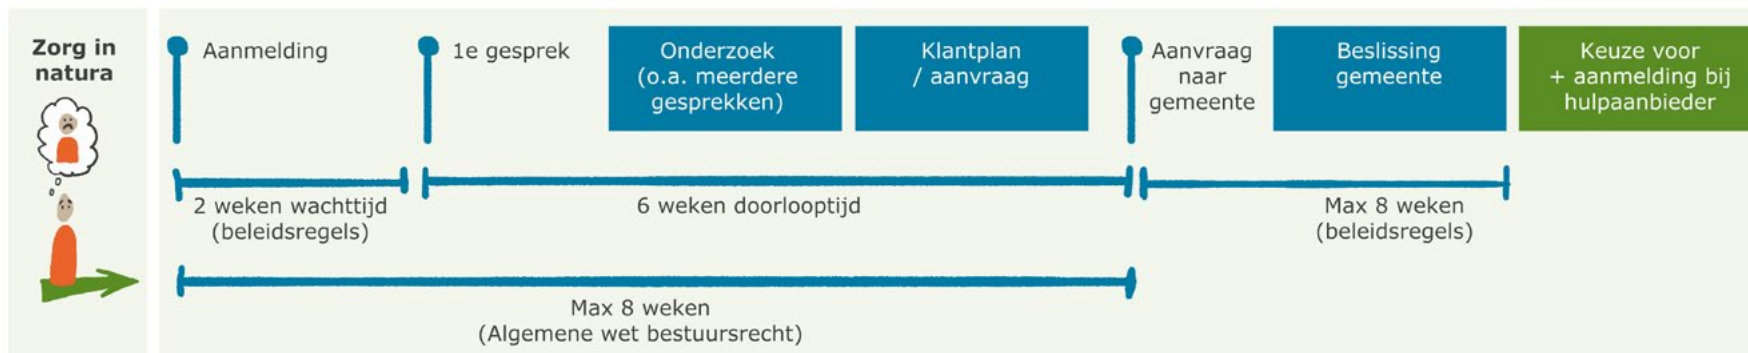 Zorg in
natura
Aanmelding
1e gesprek
Onderzoek
(o.a. meerdere
gesprekken)
Klantplan
/ aanvraag
Aanvraag
naar
gemeente
Beslissing
gemeente
Keuze voor
+ aanmelding bij
hulpaanbieder
2 weken wachttijd
(beleidsregels)
6 weken doorlooptijd
Max 8 weken
(beleidsregels)
Max 8 weken
(Algemene wet bestuursrecht)